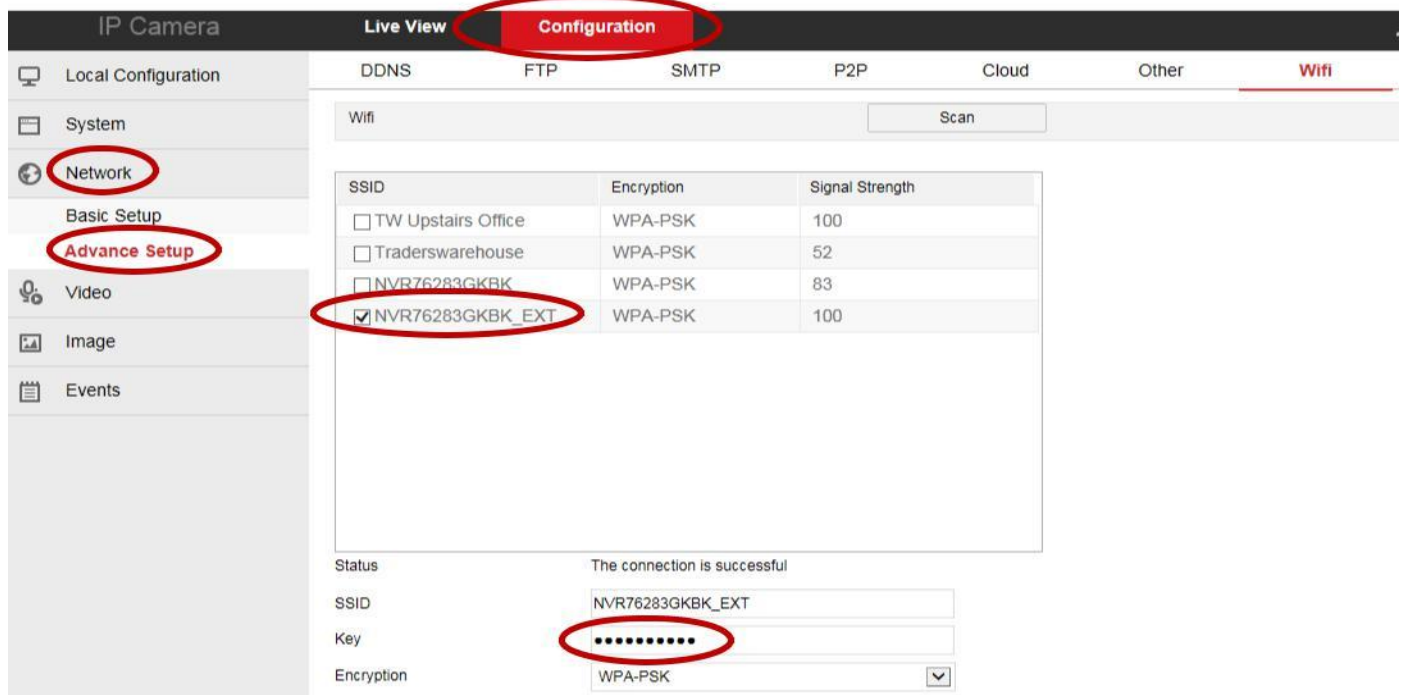 IP Camera Live View Configuration
Local Configuration DDNS FTP SMTP P2P Cloud Other Wifi
System Wifi Scan
Network
SSID Encryption Signal Strength
Basic Setup TW Upstairs Office WPA-PSK 100
Advance Setup Traderswarehouse WPA-PSK 52
Video NVR76283GKBK WPA-PSK 83
NVR76283GKBK_EXT WPA-PSK 100
Image
Events
Status The connection is successful
SSID NVR76283GKBK_EXT
Key ••••••••••
Encryption WPA-PSK